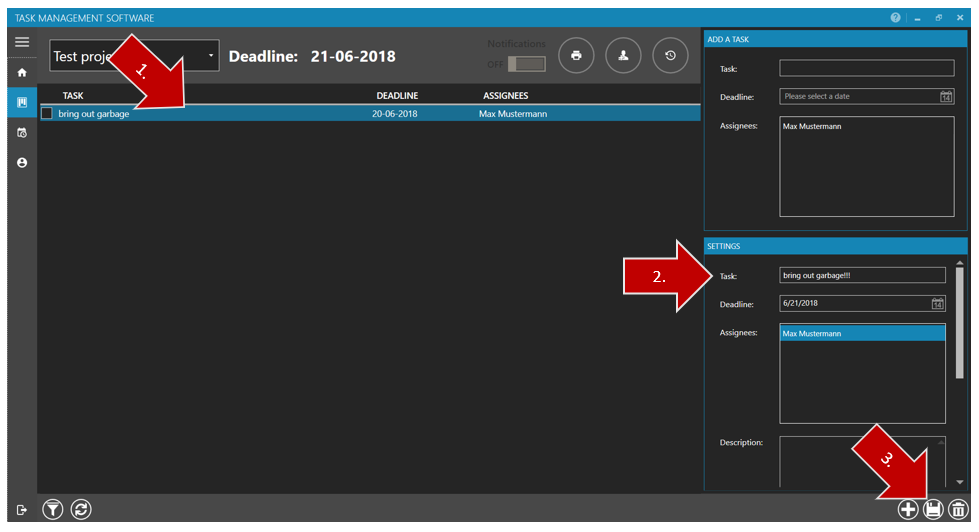 TASK MANAGEMENT SOFTWARE
Test proje
Deadline: 21-06-2018
Notifications
OFF
1.
TASK DEADLINE ASSIGNEES
bring out garbage 20-06-2018 Max Mustermann
ADD A TASK
Task:
Deadline: Please select a date 14
Assignees: Max Mustermann
SETTINGS
2.
Task: bring out garbage!!!
Deadline: 6/21/2018 14
Assignees: Max Mustermann
Description:
3.